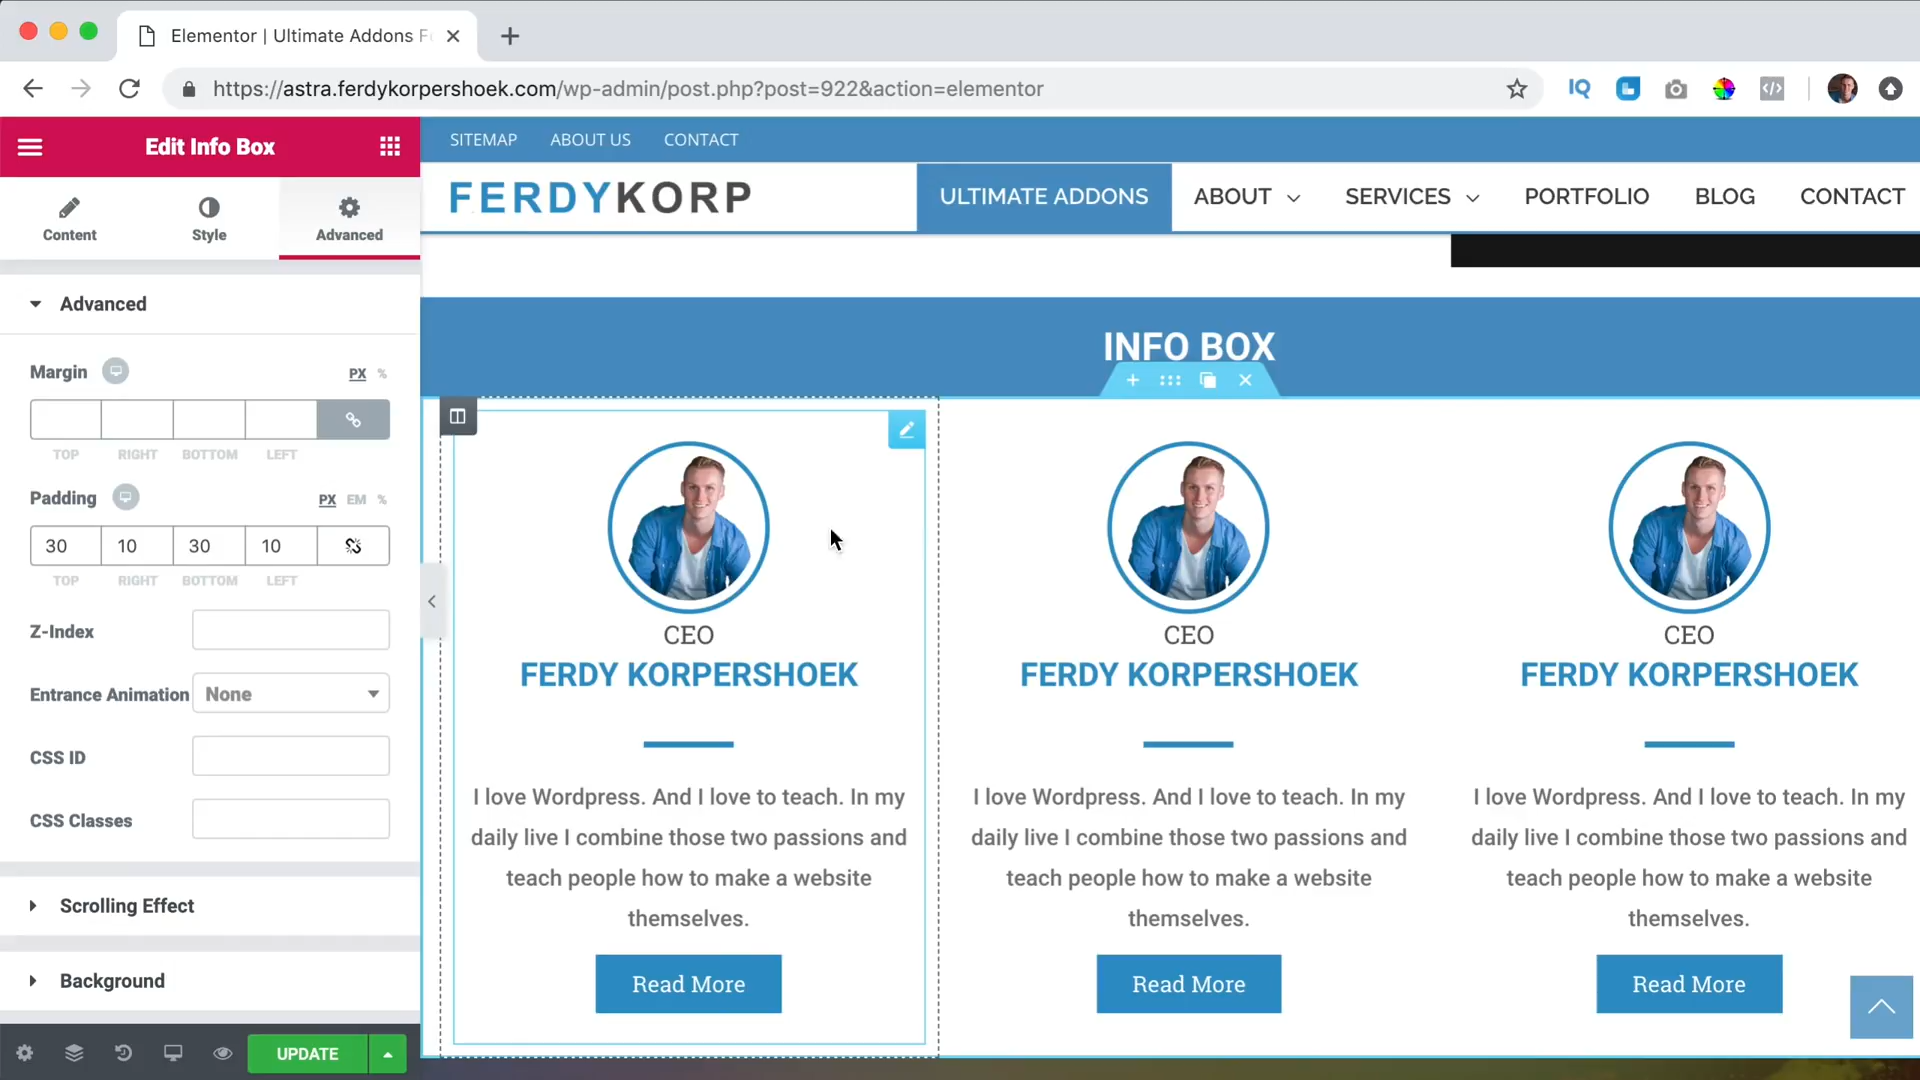 Elementor | Ultimate Addons F
https://astra.ferdykorpershoek.com/wp-admin/post.php?post=922&action=elementor
IQ
Edit Info Box
SITEMAP ABOUT US CONTACT
FERDYKORP
ULTIMATE ADDONS ABOUT SERVICES PORTFOLIO BLOG CONTACT
Content Style Advanced
Advanced
Margin PX %
TOP RIGHT BOTTOM LEFT
Padding PX EM %
30 10 30 10
TOP RIGHT BOTTOM LEFT
Z-Index
Entrance Animation None
CSS ID
CSS Classes
Scrolling Effect
Background
UPDATE
INFO BOX
CEO
FERDY KORPERSHOEK
I love Wordpress. And I love to teach. In my
daily live I combine those two passions and
teach people how to make a website
themselves.
Read More
CEO
FERDY KORPERSHOEK
I love Wordpress. And I love to teach. In my
daily live I combine those two passions and
teach people how to make a website
themselves.
Read More
CEO
FERDY KORPERSHOEK
I love Wordpress. And I love to teach. In my
daily live I combine those two passions and
teach people how to make a website
themselves.
Read More